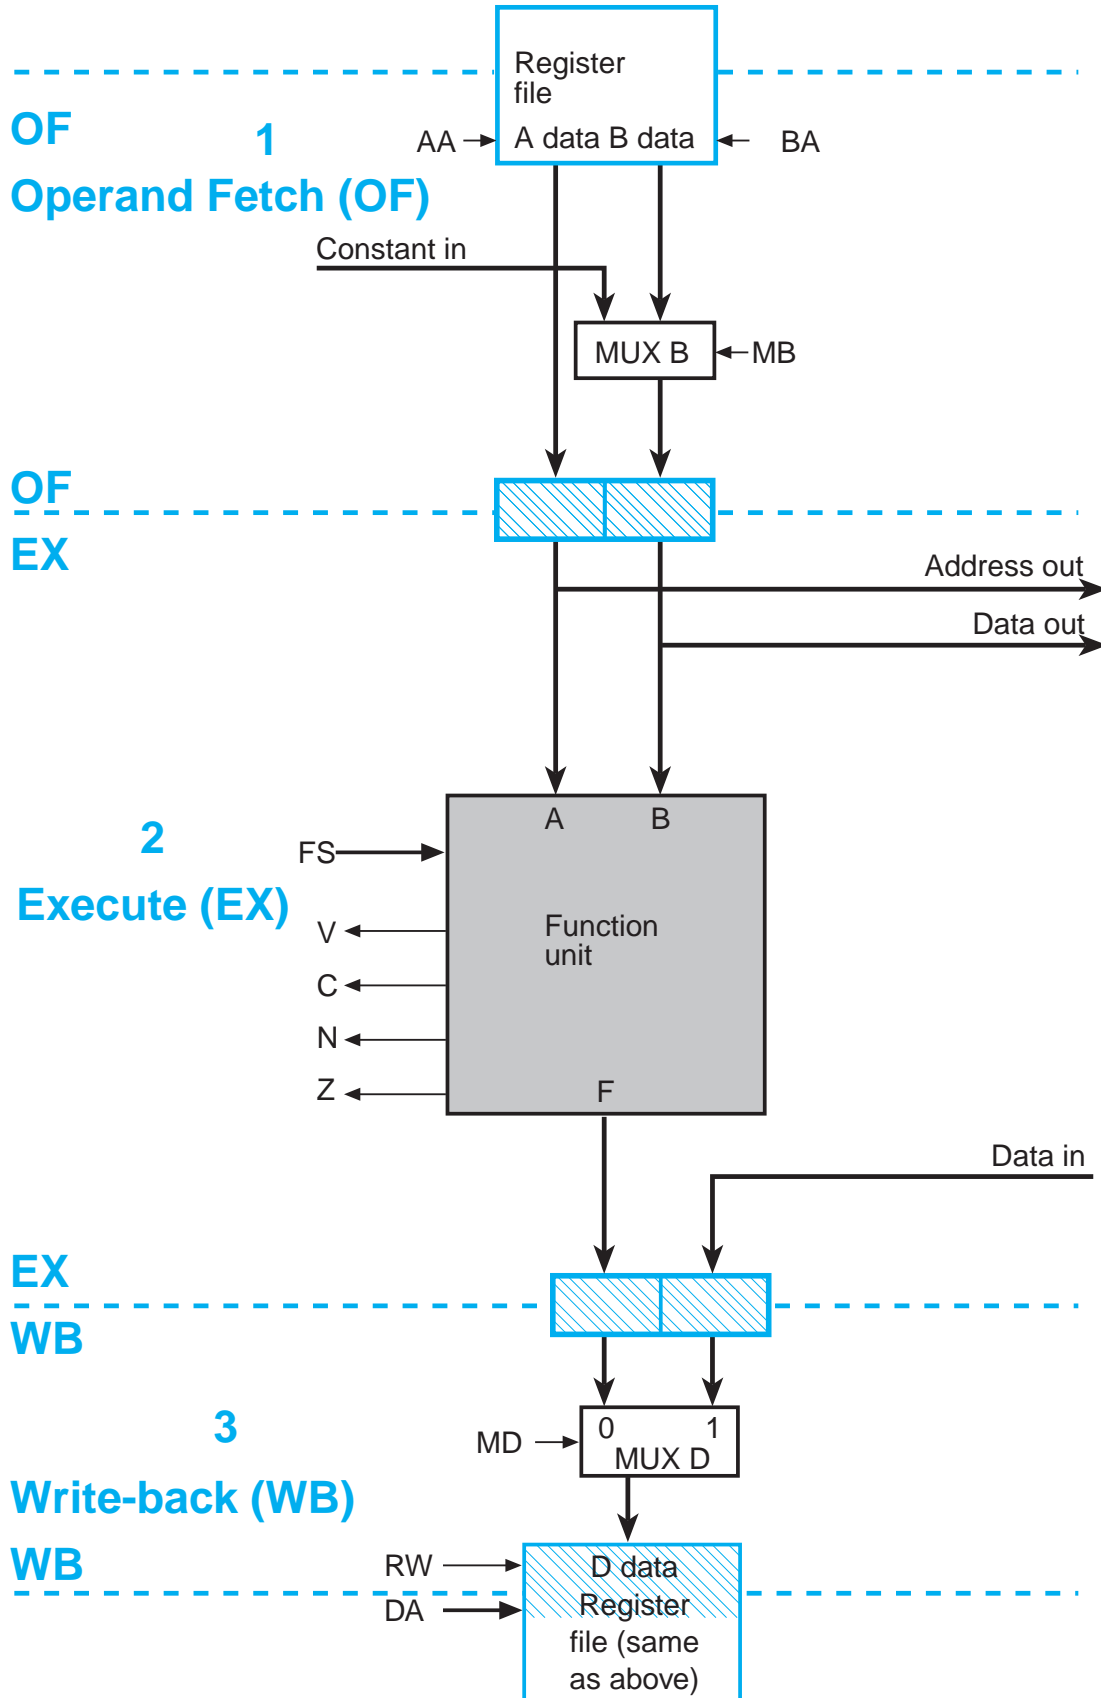 Register
file
OF
1
AA
A data B data
BA
Operand Fetch (OF)
Constant in
MUX B
MB
OF
EX
Address out
Data out
A
B
2
FS
Execute (EX)
Function
unit
V
C
N
Z
F
Data in
EX
WB
3
0
1
MD
MUX D
Write-back (WB)
WB
RW
D data
DA
Register
file (same
as above)